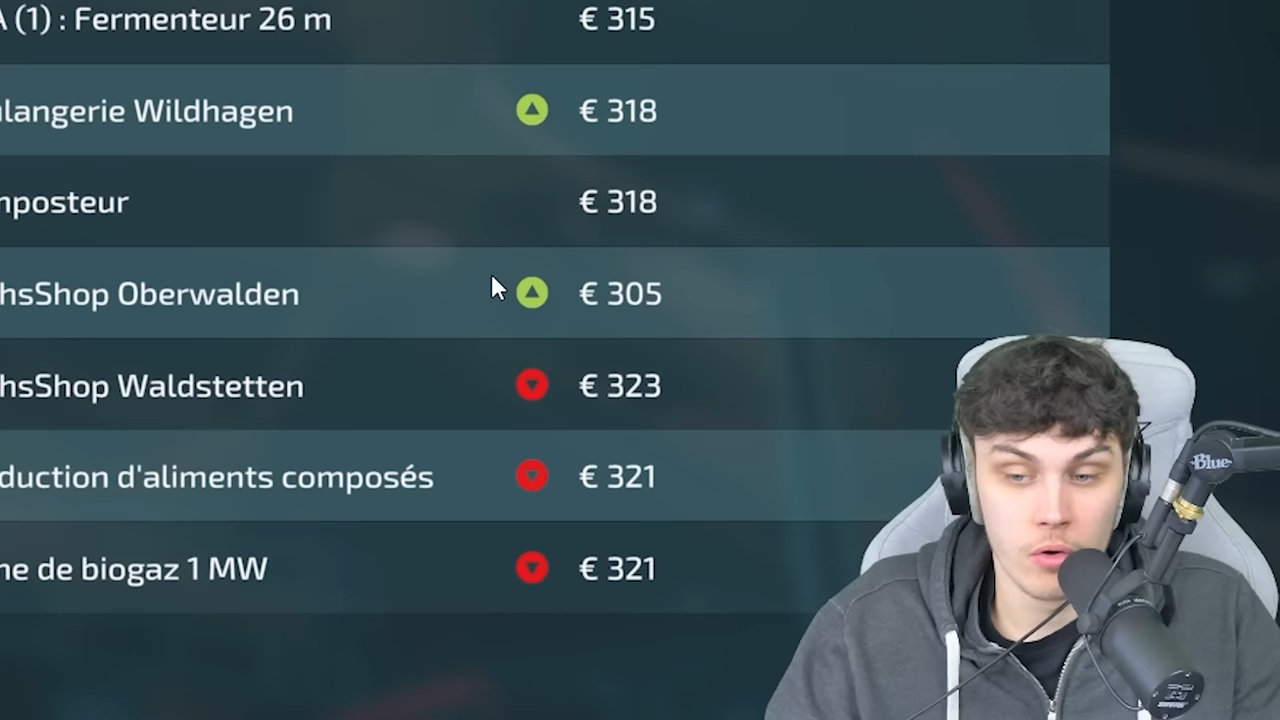 A (1) : Fermenteur 26 m € 315
langerie Wildhagen € 318
mposteur € 318
hsShop Oberwalden € 305
hsShop Waldstetten € 323
duction d'aliments composés € 321
ne de biogaz 1 MW € 321
Blue